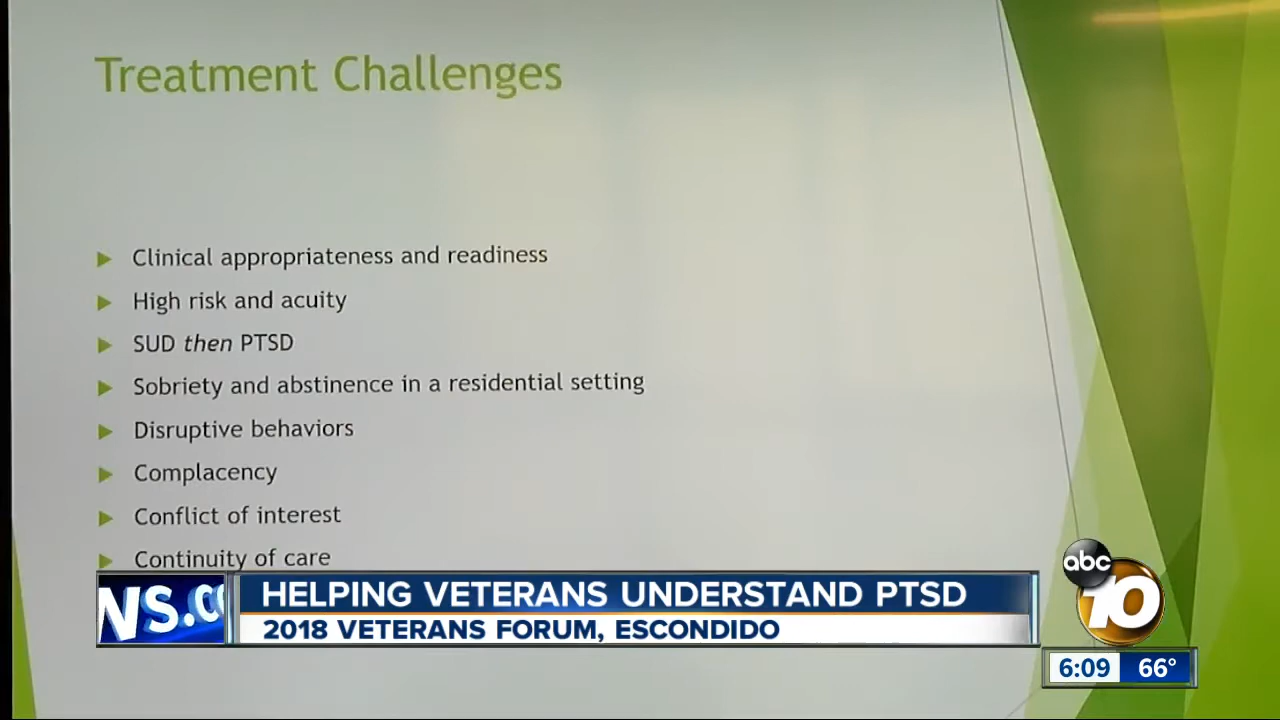 Treatment Challenges
Clinical appropriateness and readiness
High risk and acuity
SUD then PTSD
Sobriety and abstinence in a residential setting
Disruptive behaviors
Complacency
Conflict of interest
Continuity of care
NS.CO
HELPING VETERANS UNDERSTAND PTSD
2018 VETERANS FORUM, ESCONDIDO
abc
10
6:09 66°